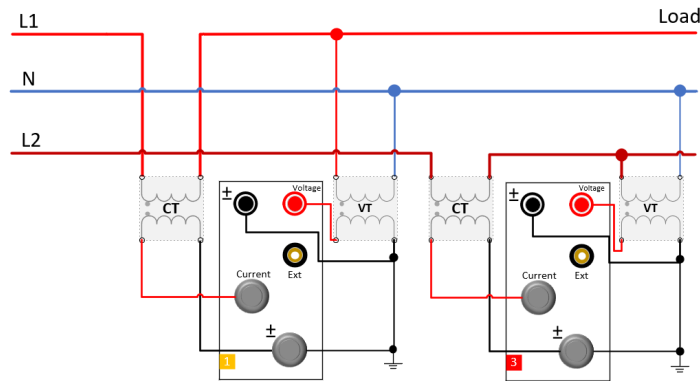 L1
Load
N
L2
CT
±
Voltage
VT
Current
Ext
±
1
CT
±
Voltage
VT
Current
Ext
±
3